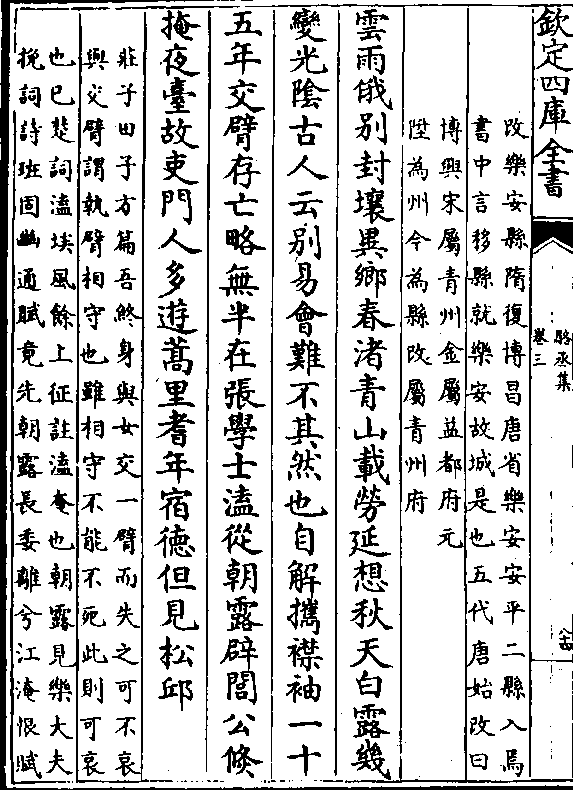 欽定四庫全書
駱丞集
卷三
改樂安縣隋復博昌唐省樂安安平二縣入焉
書中言移縣就樂安故城是也五代唐始改曰
博興宋屬青州金屬益都府元
陞為州今為縣改屬青州府
雲雨俄别封壤異鄉春渚青山載勞延想秋天白露幾
變光陰古人云别易會難不其然也自解攜襟袖一十
五年交臂存亡略無半在張學士溘從朝露辟閭公倐
掩夜臺故吏門人多遊蒿里耆年宿德但見松邱
莊子田子方篇吾終身與女交一臂而失之可不哀
與交臂謂執臂相守也雖相守不能不死此則可哀
也已楚詞溘埃風餘上征註溘奄也朝露見樂大夫
挽詞詩班固幽通賦竟先朝露長委離兮江淹恨賦